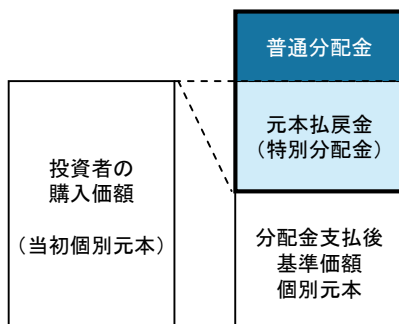 普通分配金
元本払戻金
（特別分配金）
投資者の
購入価額
（当初個別元本）
分配金支払後
基準価額
個別元本